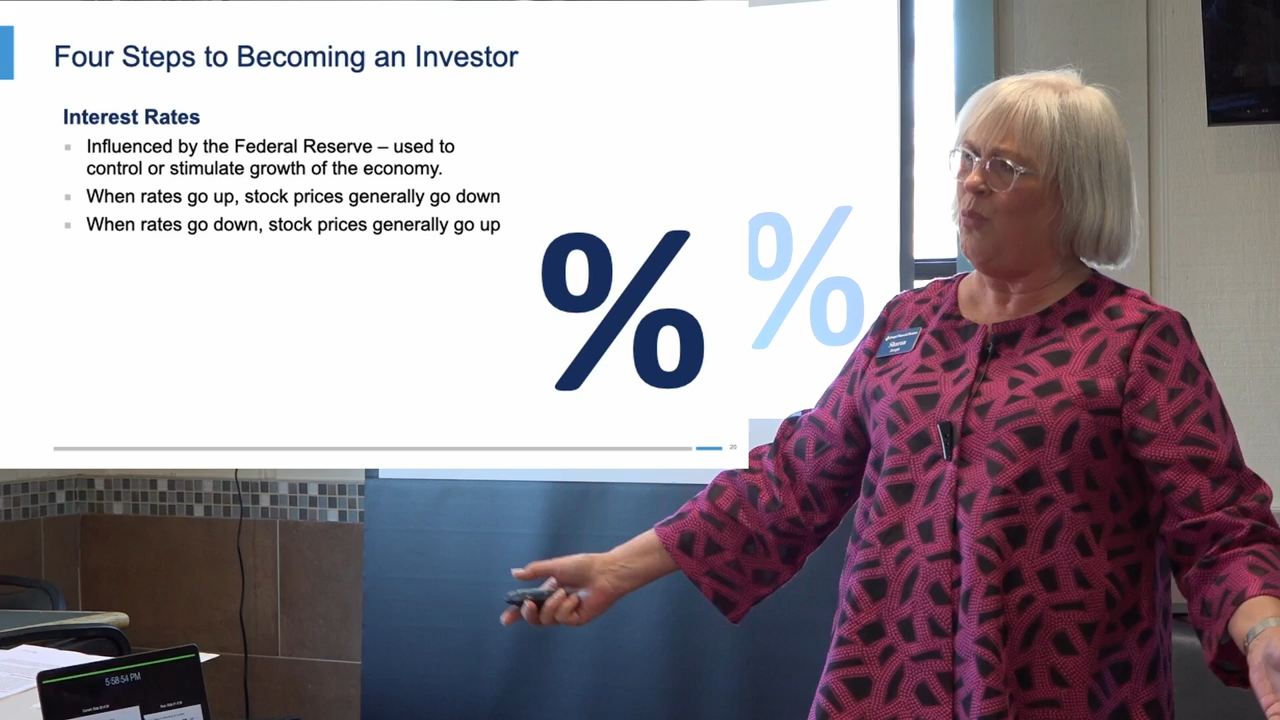 Four Steps to Becoming an Investor
Interest Rates
Influenced by the Federal Reserve – used to
control or stimulate growth of the economy.
When rates go up, stock prices generally go down
When rates go down, stock prices generally go up
%
%
20
Sharon
5:58:54 PM